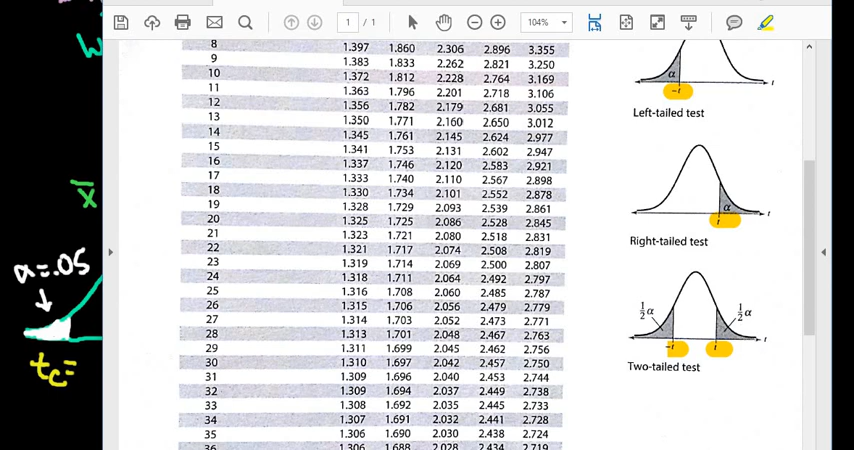 1 / 1 104%
8 1.397 1.860 2.306 2.896 3.355
9 1.383 1.833 2.262 2.821 3.250
10 1.372 1.812 2.228 2.764 3.169
11 1.363 1.796 2.201 2.718 3.106
12 1.356 1.782 2.179 2.681 3.055
13 1.350 1.771 2.160 2.650 3.012
14 1.345 1.761 2.145 2.624 2.977
15 1.341 1.753 2.131 2.602 2.947
16 1.337 1.746 2.120 2.583 2.921
17 1.333 1.740 2.110 2.567 2.898
18 1.330 1.734 2.101 2.552 2.878
19 1.328 1.729 2.093 2.539 2.861
20 1.325 1.725 2.086 2.528 2.845
21 1.323 1.721 2.080 2.518 2.831
22 1.321 1.717 2.074 2.508 2.819
23 1.319 1.714 2.069 2.500 2.807
24 1.318 1.711 2.064 2.492 2.797
25 1.316 1.708 2.060 2.485 2.787
26 1.315 1.706 2.056 2.479 2.779
27 1.314 1.703 2.052 2.473 2.771
28 1.313 1.701 2.048 2.467 2.763
29 1.311 1.699 2.045 2.462 2.756
30 1.310 1.697 2.042 2.457 2.750
31 1.309 1.696 2.040 2.453 2.744
32 1.309 1.694 2.037 2.449 2.738
33 1.308 1.692 2.035 2.445 2.733
34 1.307 1.691 2.032 2.441 2.728
35 1.306 1.690 2.030 2.438 2.724
36 1.306 1.688 2.028 2.434 2.719
α
-t t
Left-tailed test
α
t t
Right-tailed test
½α ½α
-t t t
Two-tailed test
x̄
α=.05
tc=